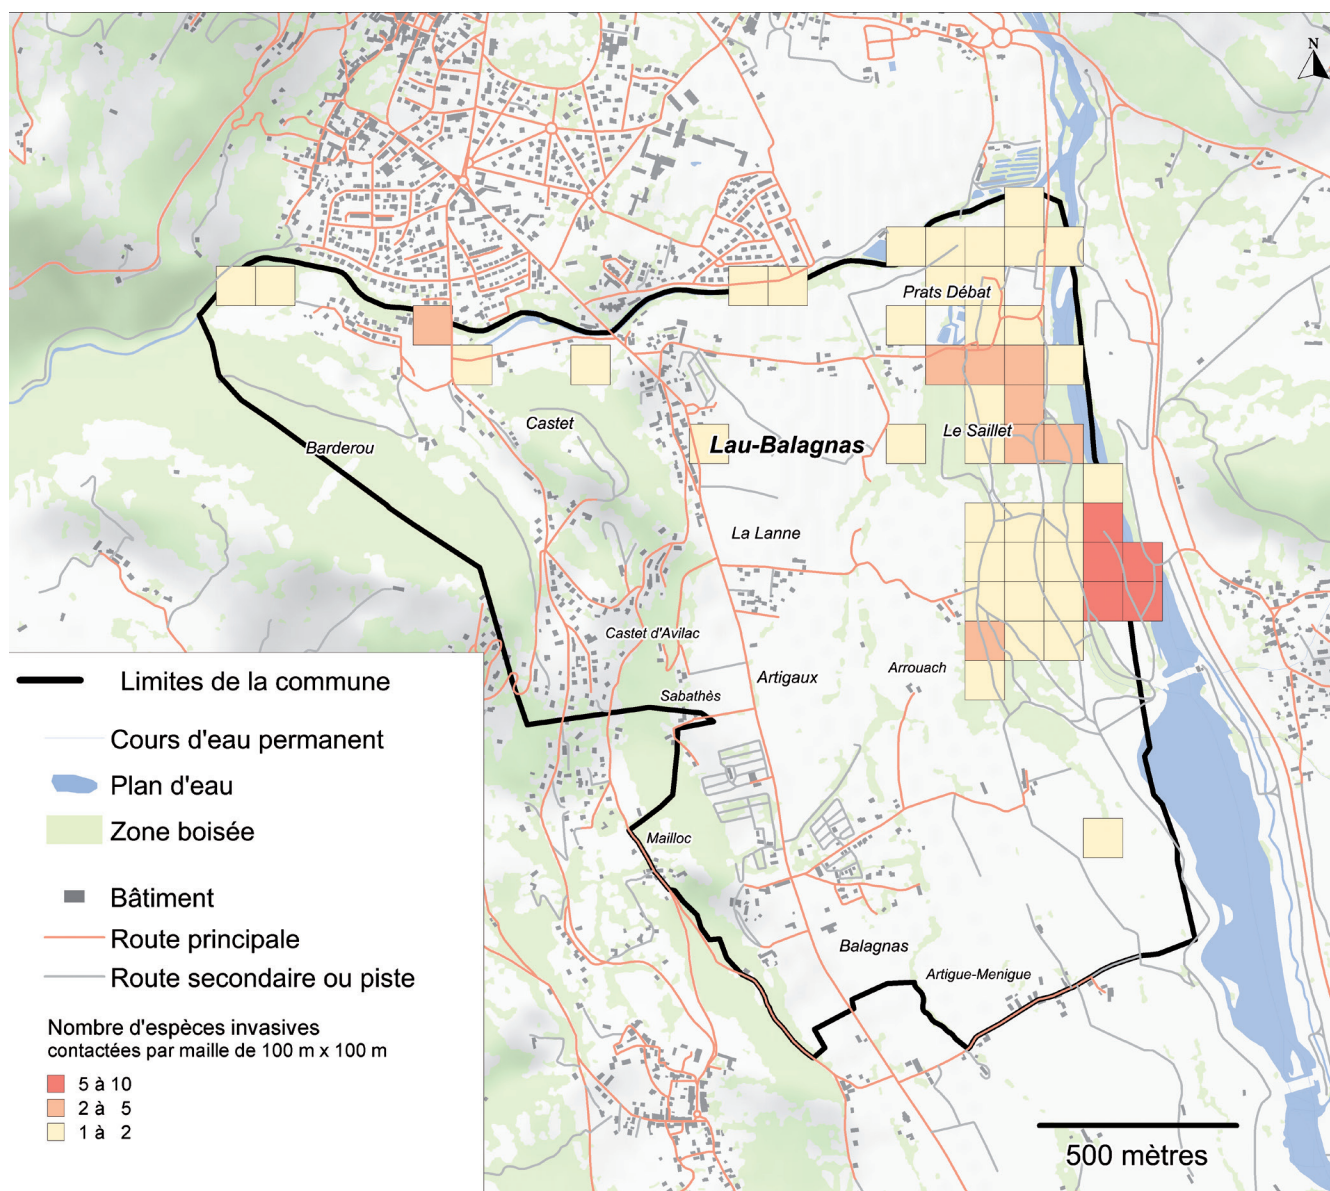 N
Prats Débat
Castet
Barderou
Lau-Balagnas
Le Saillet
La Lanne
Castet d'Avilac
Artigaux
Arrouach
Sabathès
Mailloc
Balagnas
Artigue-Menigue
Limites de la commune
Cours d'eau permanent
Plan d'eau
Zone boisée
Bâtiment
Route principale
Route secondaire ou piste
Nombre d'espèces invasives
contactées par maille de 100 m x 100 m
5 à 10
2 à 5
1 à 2
500 mètres